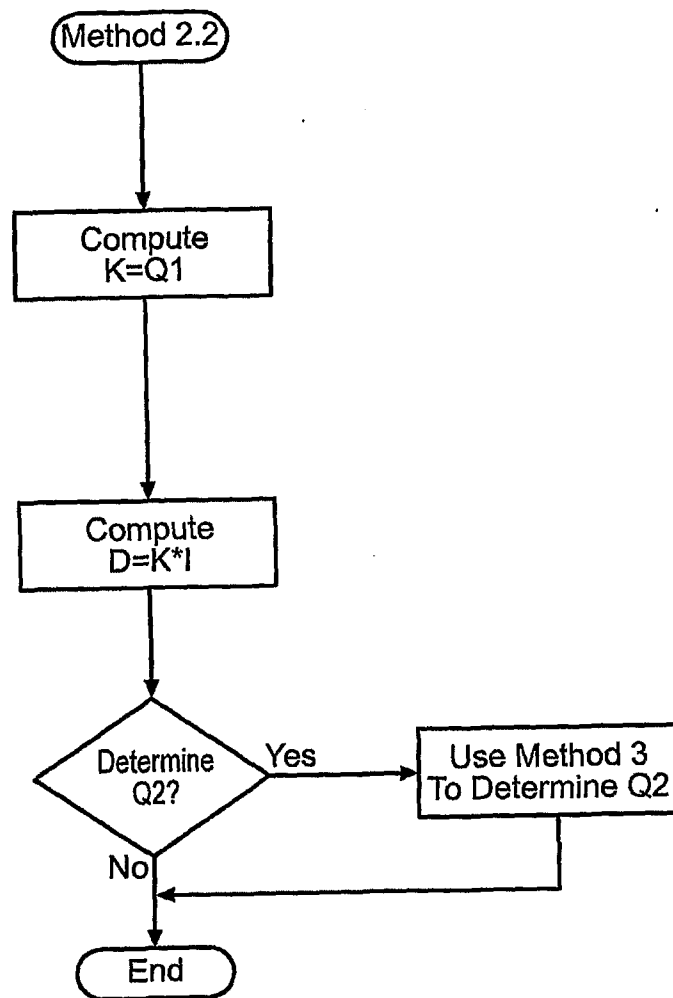 Method 2.2
Compute
K=Q1
Compute
D=K*I
Determine
Q2?
Yes
Use Method 3
To Determine Q2
No
End